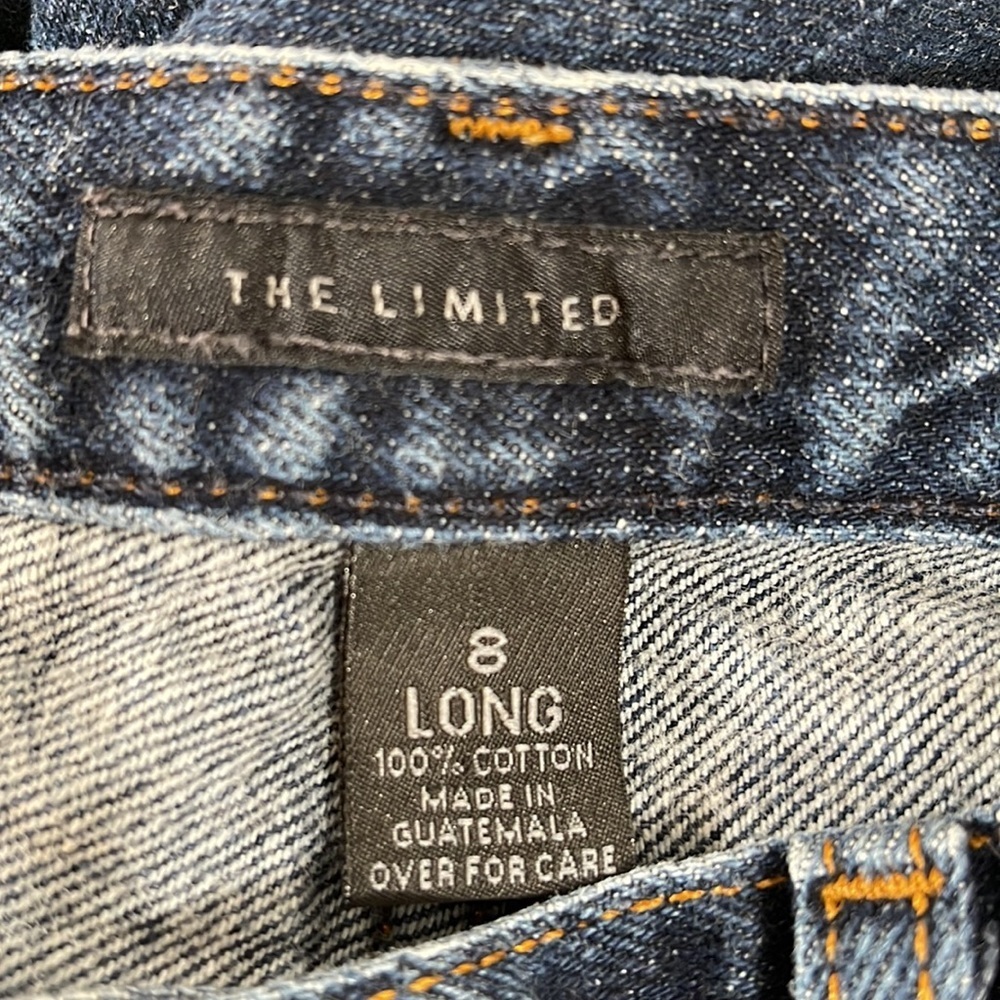 THE LIMITED
8
LONG
100% COTTON
MADE IN
GUATEMALA
OVER FOR CARE